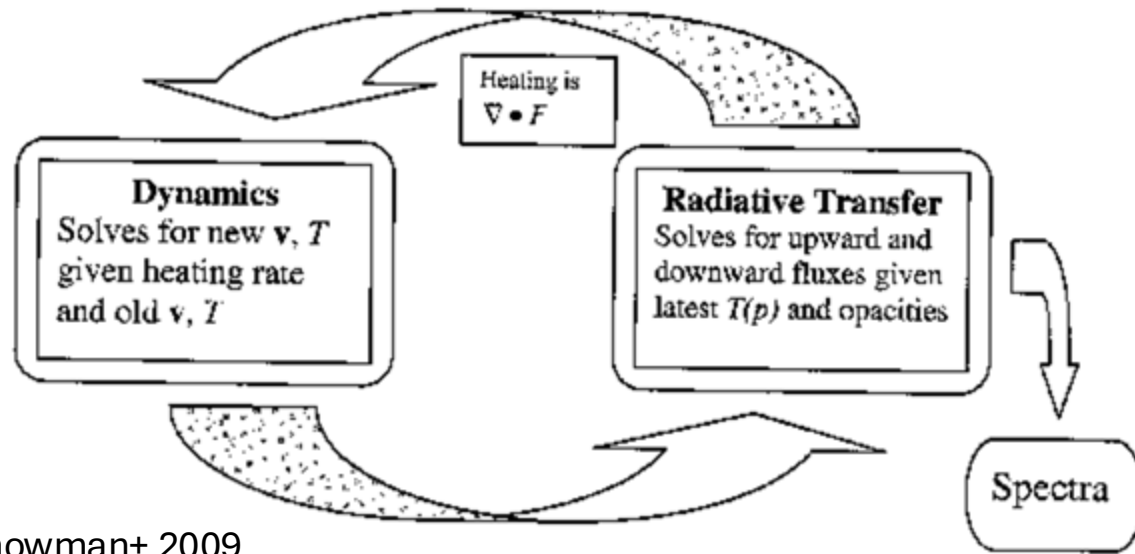 Heating is
∇ • F
Dynamics
Solves for new v, T
given heating rate
and old v, T
Radiative Transfer
Solves for upward and
downward fluxes given
latest T(p) and opacities
Spectra
howman+ 2009